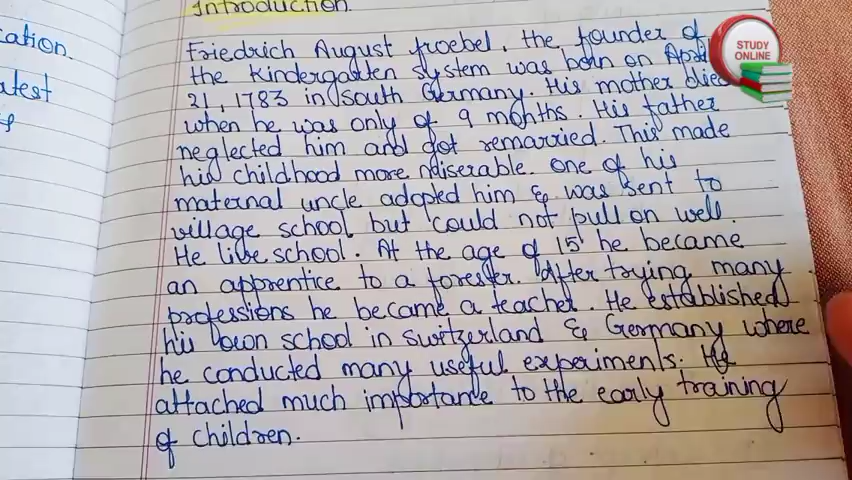 Introduction.
cation.
atest
Friedrich August froebel, the founder of
the Kindergarten system was born on
21, 1783 in south Germany. His mother died
when he was only of 9 months. His father
neglected him and got remarried. This made
his childhood more miserable. One of his
maternal uncle adopted him & was sent to
village school but could not pull on well.
He live school. At the age of 15 he became
an apprentice to a forester. After trying many
professions he became a teacher. He established
his own school in switzerland & Germany where
he conducted many useful experiments. He
attached much importance to the early training
of children.
STUDY
ONLINE